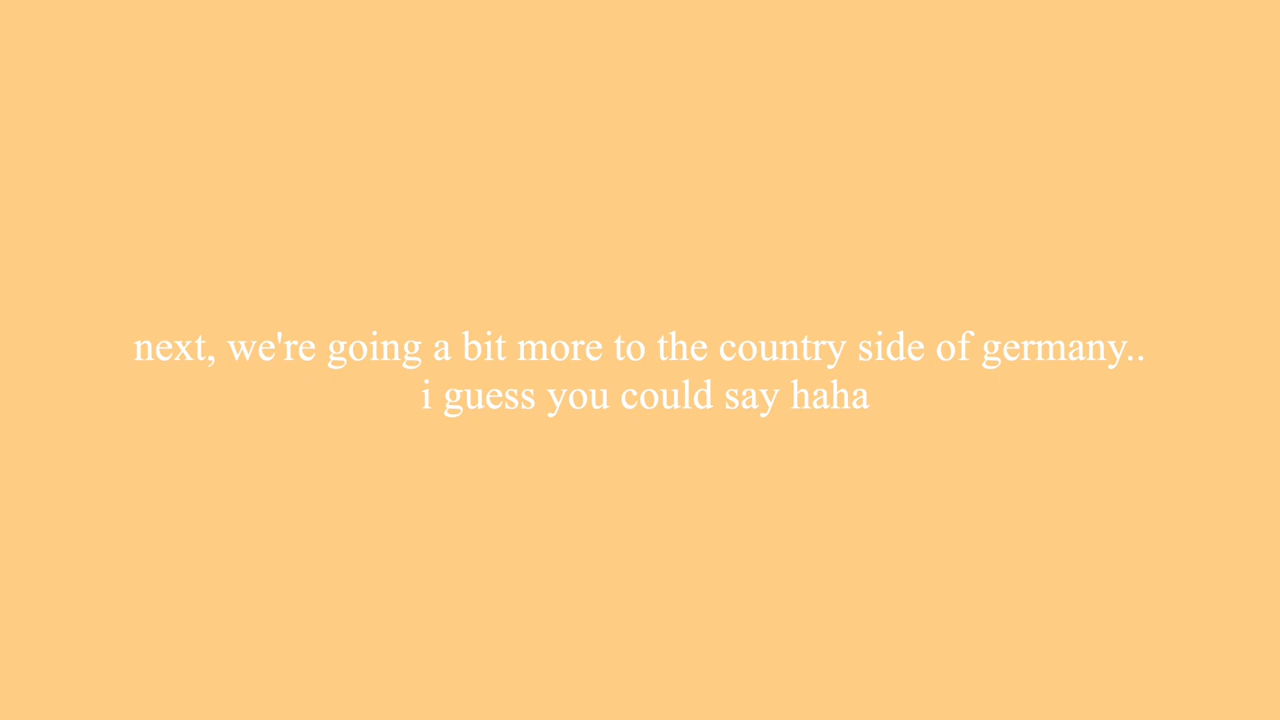 next, we're going a bit more to the country side of germany..
i guess you could say haha